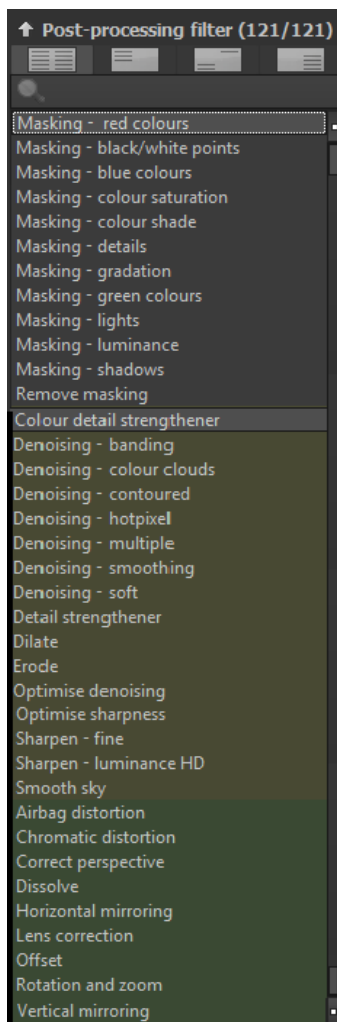 Post-processing filter (121/121)
Masking - red colours
Masking - black/white points
Masking - blue colours
Masking - colour saturation
Masking - colour shade
Masking - details
Masking - gradation
Masking - green colours
Masking - lights
Masking - luminance
Masking - shadows
Remove masking
Colour detail strengthener
Denoising - banding
Denoising - colour clouds
Denoising - contoured
Denoising - hotpixel
Denoising - multiple
Denoising - smoothing
Denoising - soft
Detail strengthener
Dilate
Erode
Optimise denoising
Optimise sharpness
Sharpen - fine
Sharpen - luminance HD
Smooth sky
Airbag distortion
Chromatic distortion
Correct perspective
Dissolve
Horizontal mirroring
Lens correction
Offset
Rotation and zoom
Vertical mirroring